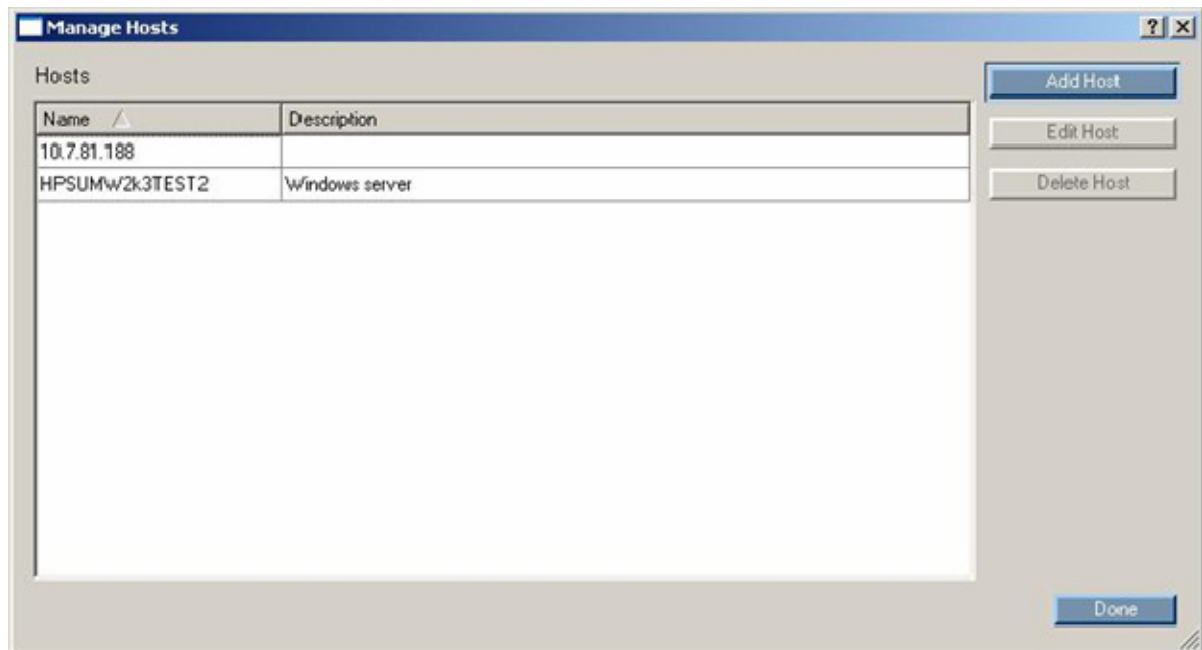 Manage Hosts
Hosts
Add Host
Name Description
Edit Host
10.7.81.188
HPSUMW2k3TEST2 Windows server
Delete Host
Done